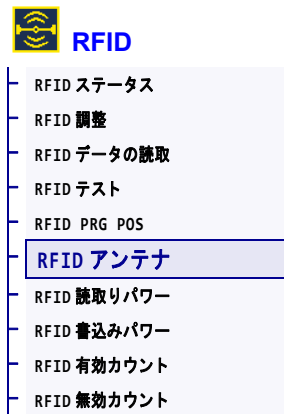 RFID
RFID ステータス
RFID 調整
RFID データの読取
RFID テスト
RFID PRG POS
RFID アンテナ
RFID 読取りパワー
RFID 書込みパワー
RFID 有効カウント
RFID 無効カウント